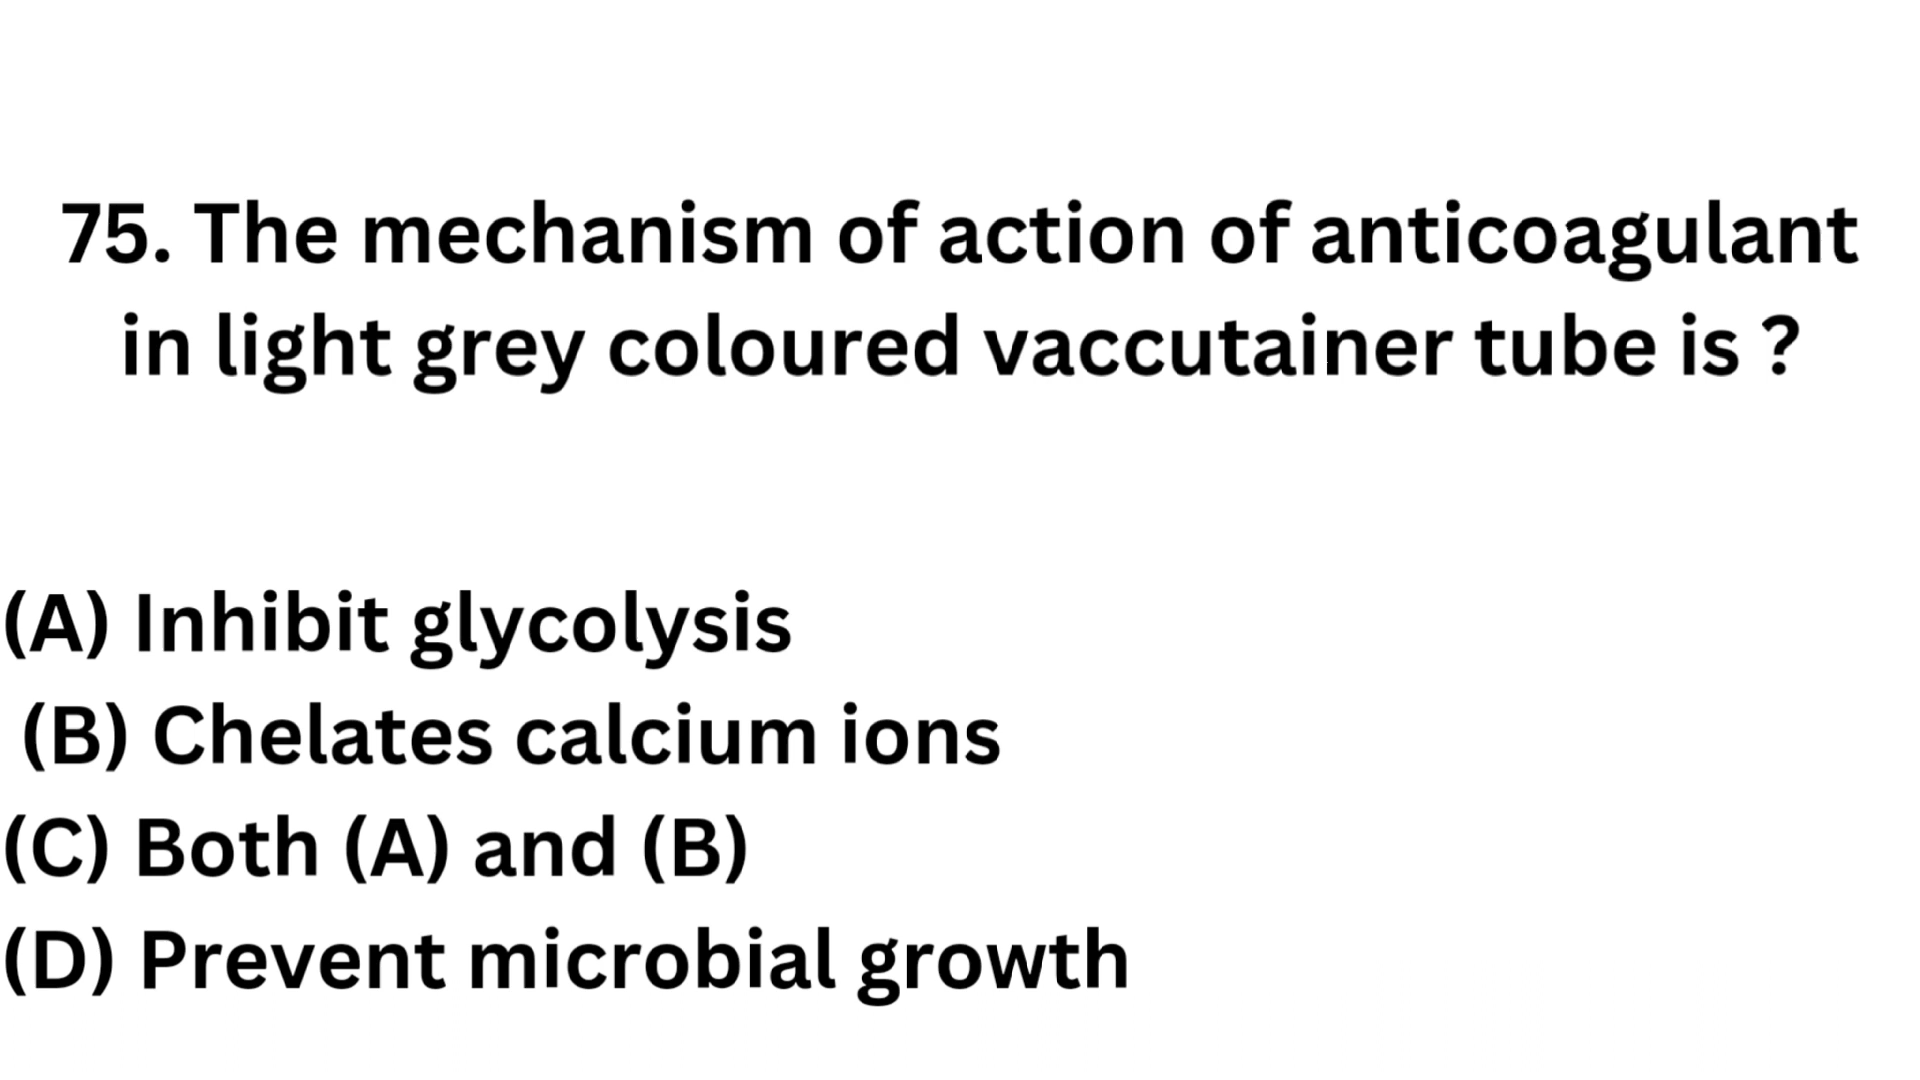 75. The mechanism of action of anticoagulant
in light grey coloured vaccutainer tube is ?
(A) Inhibit glycolysis
(B) Chelates calcium ions
(C) Both (A) and (B)
(D) Prevent microbial growth